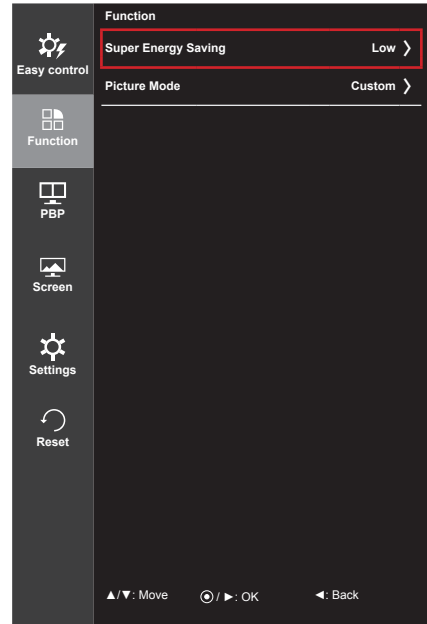 Function
Super Energy Saving Low ❯
Picture Mode Custom ❯
Easy control
Function
PBP
Screen
Settings
Reset
▲/▼: Move ⦿ / ►: OK ◄: Back